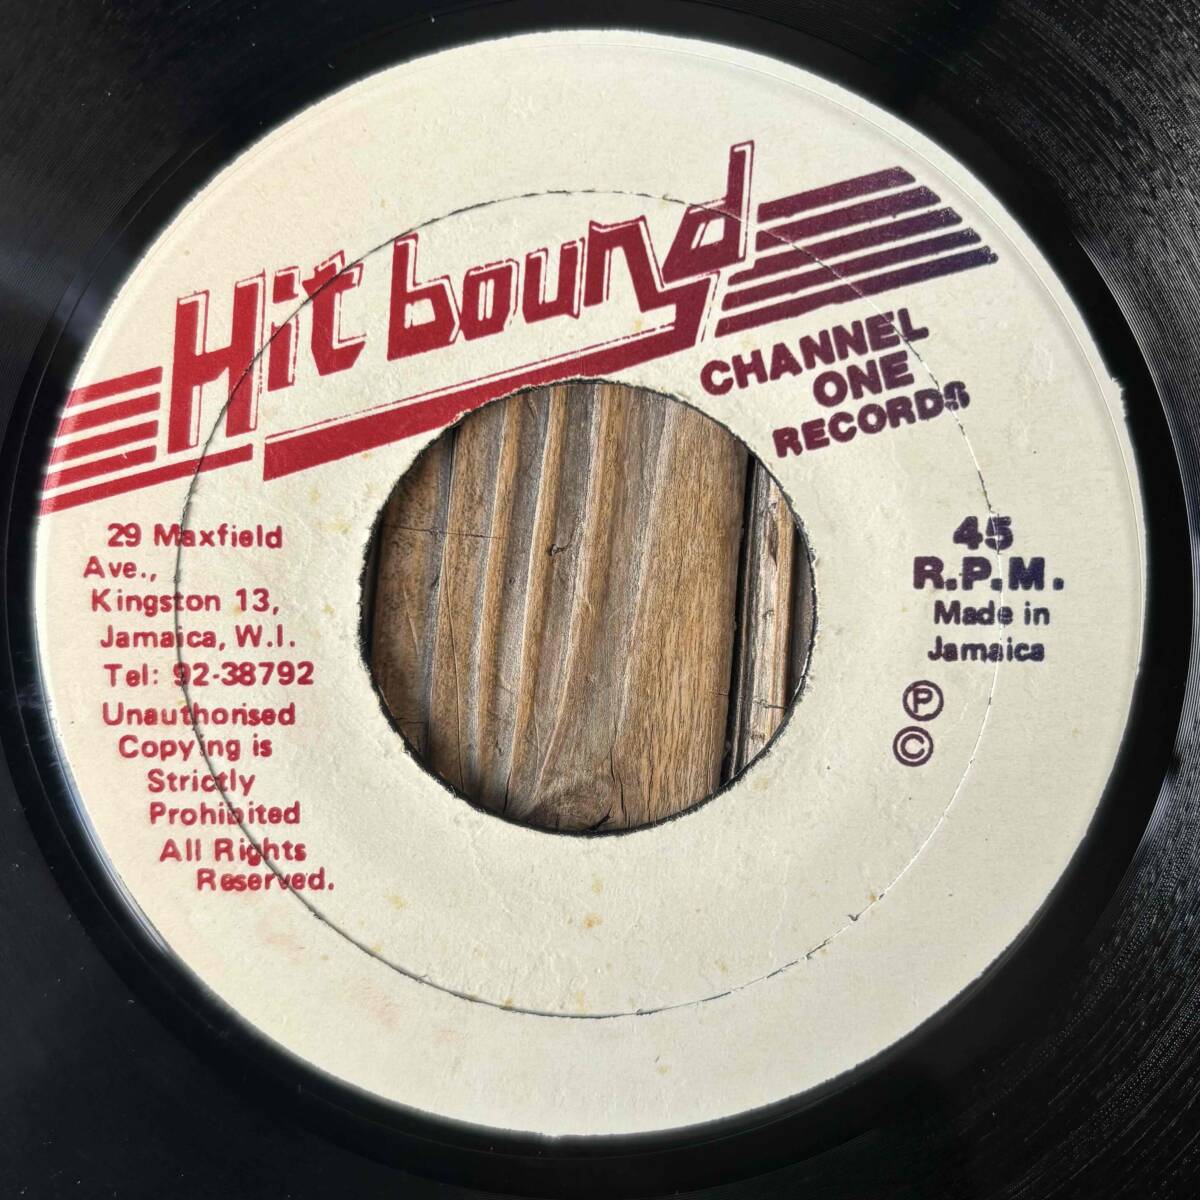 Hit bound
CHANNEL
ONE
RECORDS
29 Maxfield
Ave.,
Kingston 13,
Jamaica, W.I.
Tel: 92-38792
Unauthorised
Copying is
Strictly
Prohibited
All Rights
Reserved.
45
R.P.M.
Made in
Jamaica
Ⓟ
©